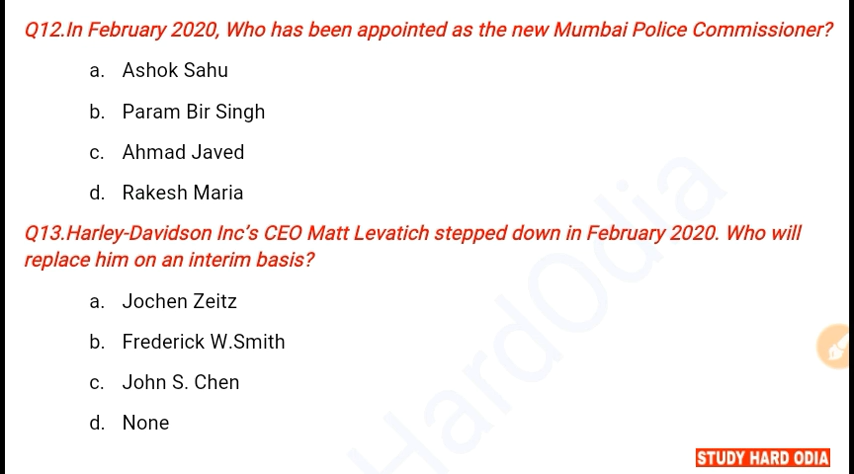 Q12.In February 2020, Who has been appointed as the new Mumbai Police Commissioner?
a. Ashok Sahu
b. Param Bir Singh
c. Ahmad Javed
d. Rakesh Maria
Q13.Harley-Davidson Inc's CEO Matt Levatich stepped down in February 2020. Who will
replace him on an interim basis?
a. Jochen Zeitz
b. Frederick W.Smith
c. John S. Chen
d. None
HardOdia
STUDY HARD ODIA